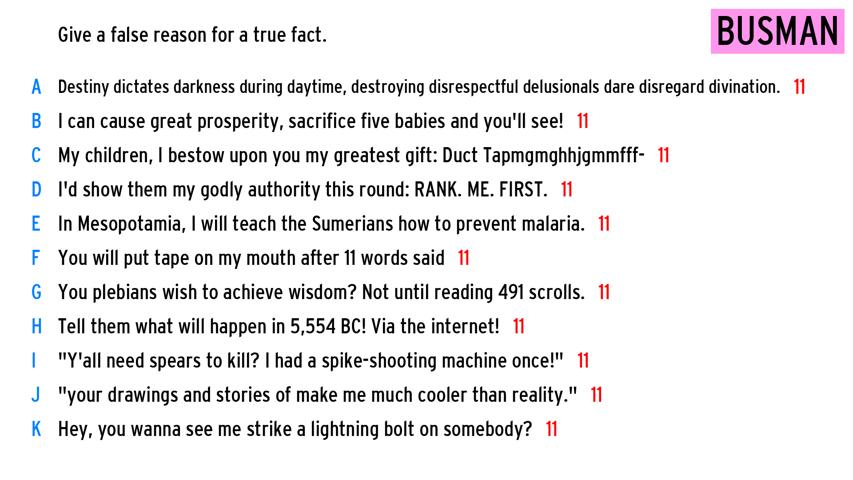 Give a false reason for a true fact.
BUSMAN
A Destiny dictates darkness during daytime, destroying disrespectful delusionals dare disregard divination. 11
B I can cause great prosperity, sacrifice five babies and you'll see! 11
C My children, I bestow upon you my greatest gift: Duct Tapmgmghhjgmmfff- 11
D I'd show them my godly authority this round: RANK. ME. FIRST. 11
E In Mesopotamia, I will teach the Sumerians how to prevent malaria. 11
F You will put tape on my mouth after 11 words said 11
G You plebians wish to achieve wisdom? Not until reading 491 scrolls. 11
H Tell them what will happen in 5,554 BC! Via the internet! 11
I "Y'all need spears to kill? I had a spike-shooting machine once!" 11
J "your drawings and stories of make me much cooler than reality." 11
K Hey, you wanna see me strike a lightning bolt on somebody? 11